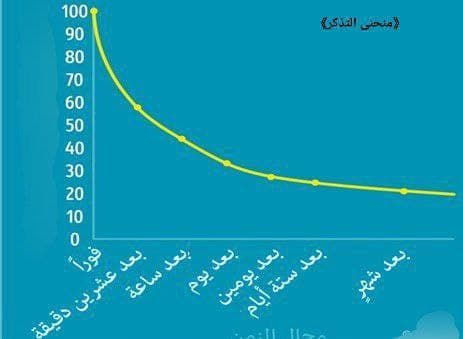 《منحنى التذكر》
100
90
80
70
60
50
40
30
20
10
0
فوراً
بعد عشرين دقيقة
بعد ساعة
بعد يوم
بعد يومين
بعد ستة أيام
بعد شهرٍ